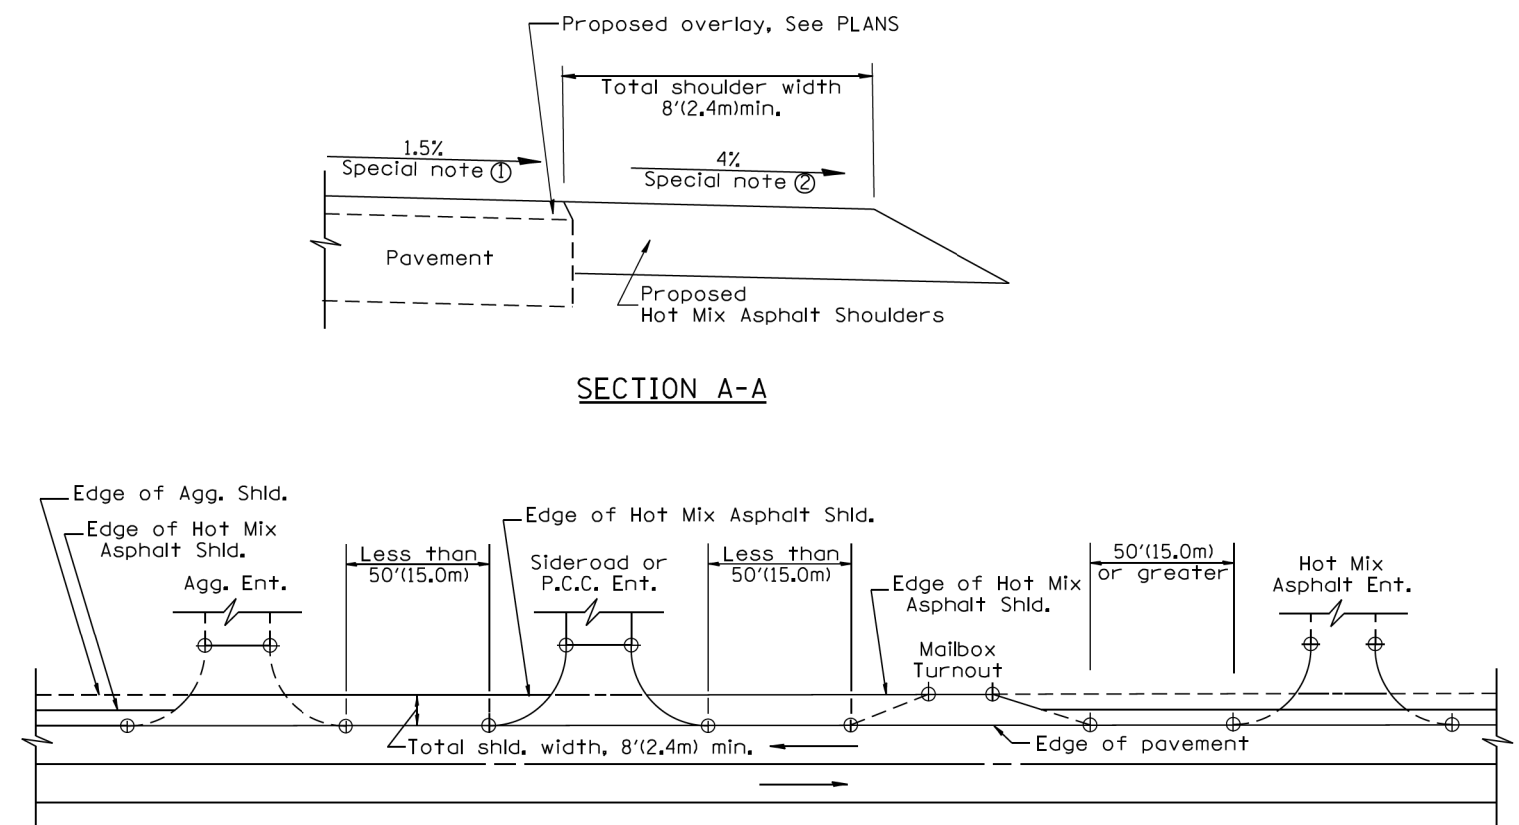 Proposed overlay, See PLANS
Total shoulder width
8'(2.4m)min.
1.5%
Special note ①
4%
Special note ②
Pavement
Proposed
Hot Mix Asphalt Shoulders
SECTION A-A
Edge of Agg. Shld.
Edge of Hot Mix
Asphalt Shld.
Agg. Ent.
Less than
50'(15.0m)
Edge of Hot Mix Asphalt Shld.
Sideroad or
P.C.C. Ent.
Less than
50'(15.0m)
Edge of Hot Mix
Asphalt Shld.
Mailbox
Turnout
50'(15.0m)
or greater
Hot Mix
Asphalt Ent.
Total shld. width, 8'(2.4m) min.
Edge of pavement